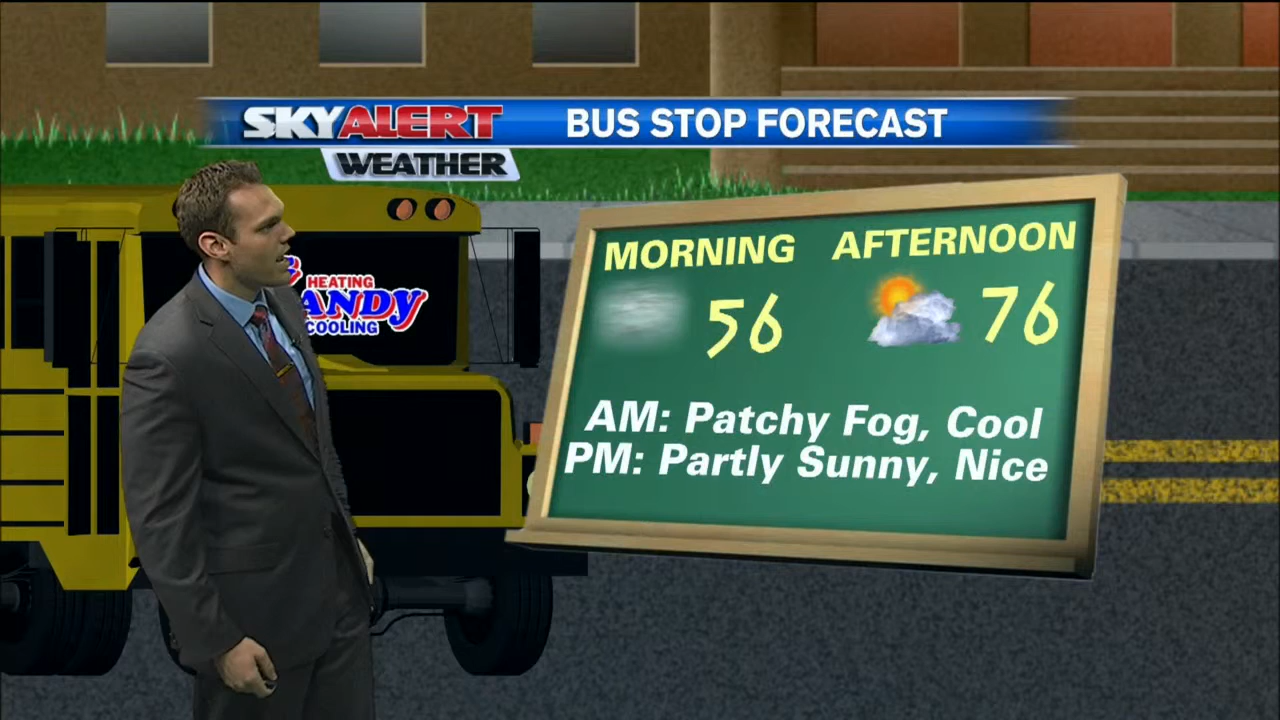 SKYALERT
WEATHER
BUS STOP FORECAST
MORNING AFTERNOON
56 76
AM: Patchy Fog, Cool
PM: Partly Sunny, Nice
HEATING
COOLING